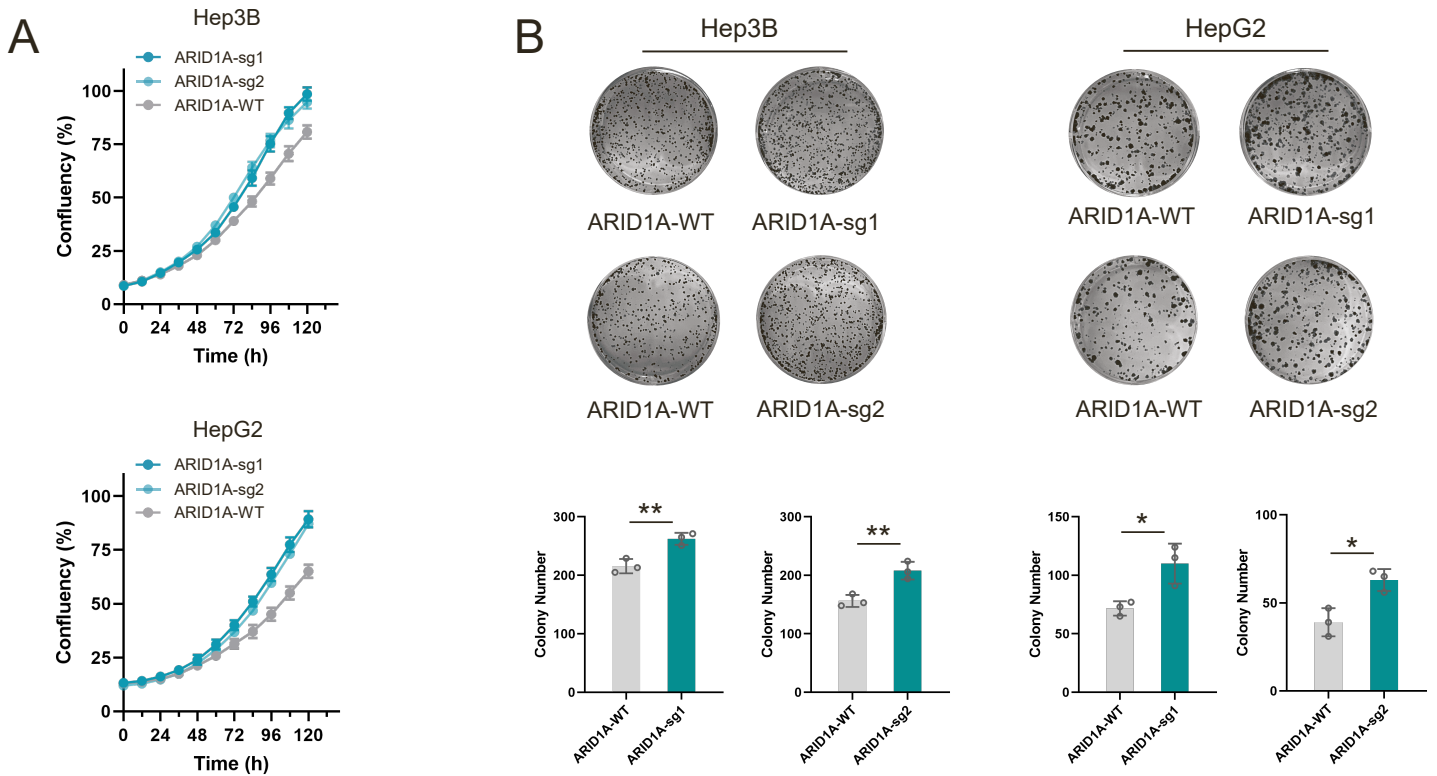 A
Hep3B
ARID1A-sg1
ARID1A-sg2
ARID1A-WT
100
75
50
25
0
Confluency (%)
0 24 48 72 96 120
Time (h)
HepG2
ARID1A-sg1
ARID1A-sg2
ARID1A-WT
100
75
50
25
0
Confluency (%)
0 24 48 72 96 120
Time (h)
B
Hep3B
ARID1A-WT ARID1A-sg1
ARID1A-WT ARID1A-sg2
HepG2
ARID1A-WT ARID1A-sg1
ARID1A-WT ARID1A-sg2
300
200
100
0
Colony Number
**
ARID1A-WT ARID1A-sg1
300
200
100
0
Colony Number
**
ARID1A-WT ARID1A-sg2
150
100
50
0
Colony Number
*
ARID1A-WT ARID1A-sg1
100
50
0
Colony Number
*
ARID1A-WT ARID1A-sg2